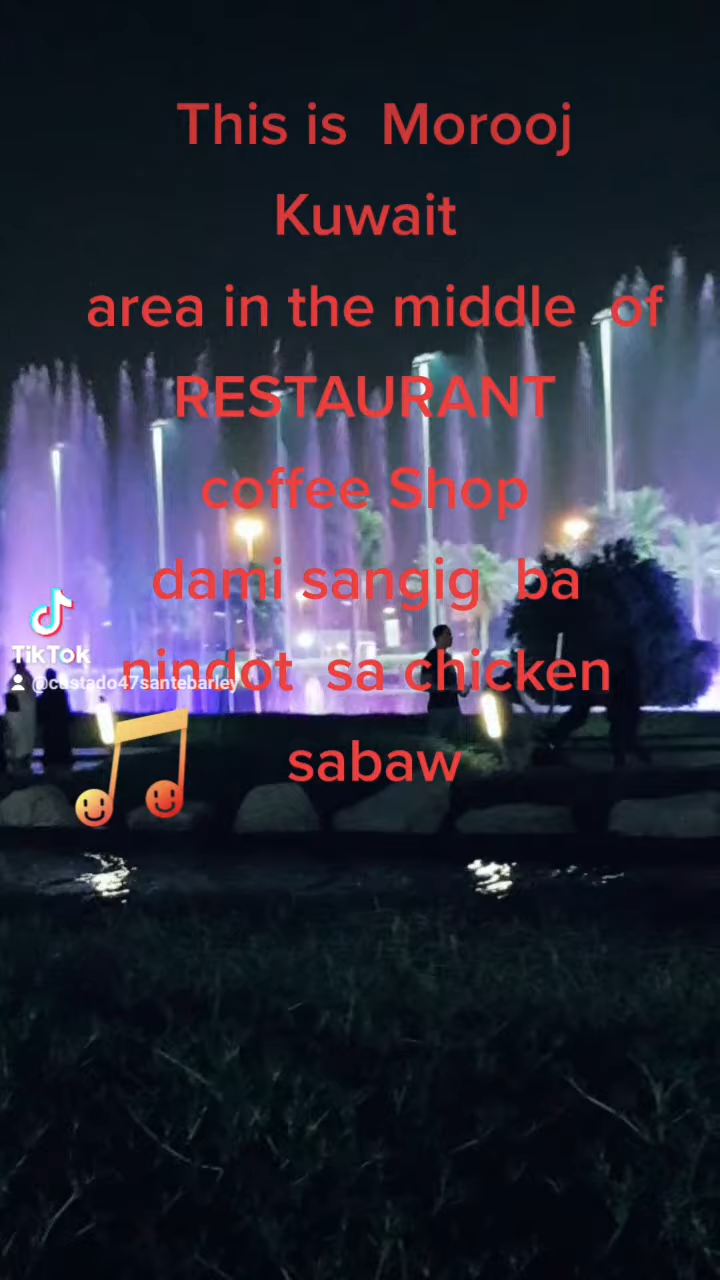 This is Morooj
Kuwait
area in the middle of
RESTAURANT
coffee Shop
dami sangig ba
nindot sa chicken
sabaw
TikTok
@custado47santebarley